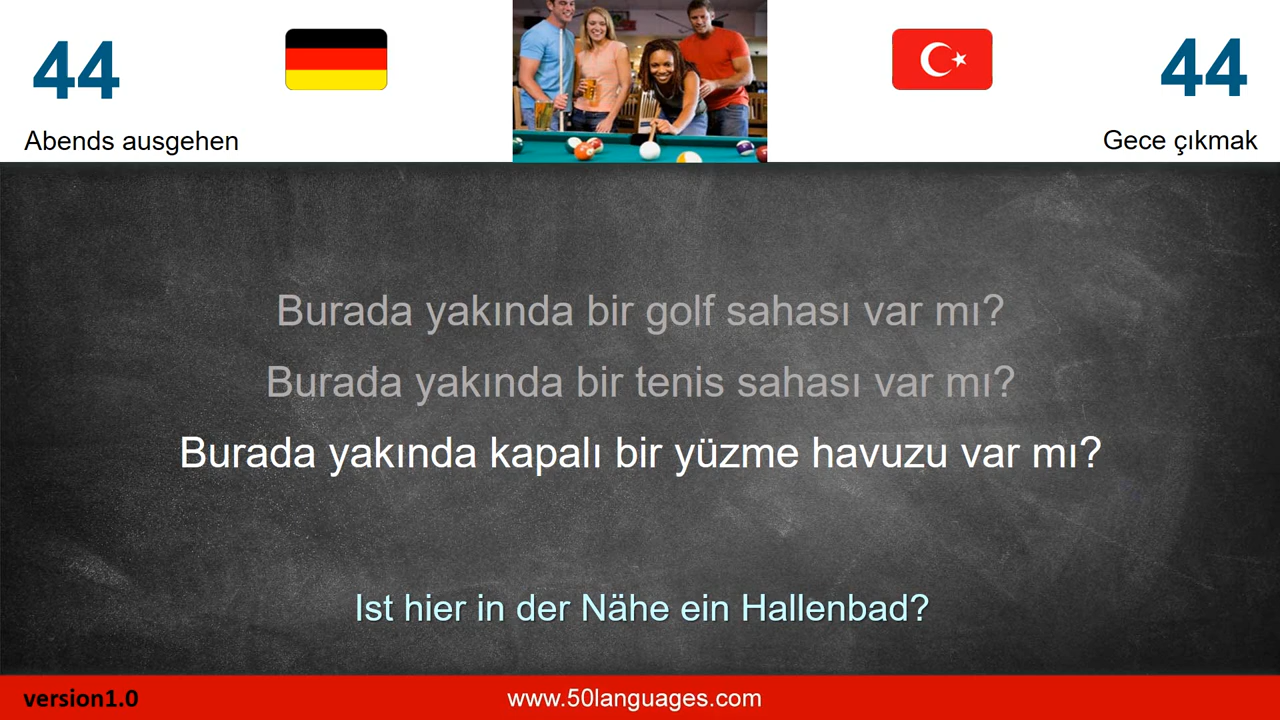 44
44
Abends ausgehen
Gece çıkmak
Burada yakında bir golf sahası var mı?
Burada yakında bir tenis sahası var mı?
Burada yakında kapalı bir yüzme havuzu var mı?
Ist hier in der Nähe ein Hallenbad?
version1.0
www.50languages.com